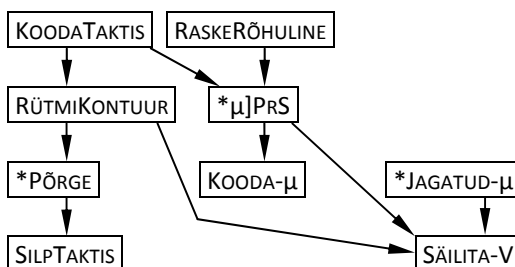 KOODATAKTIS RASKERÕHULINE
RÜTMIKONTUUR *μ]PRS
*PÕRGE KOODA-μ *JAGATUD-μ
SILPTAKTIS SÄILITA-V